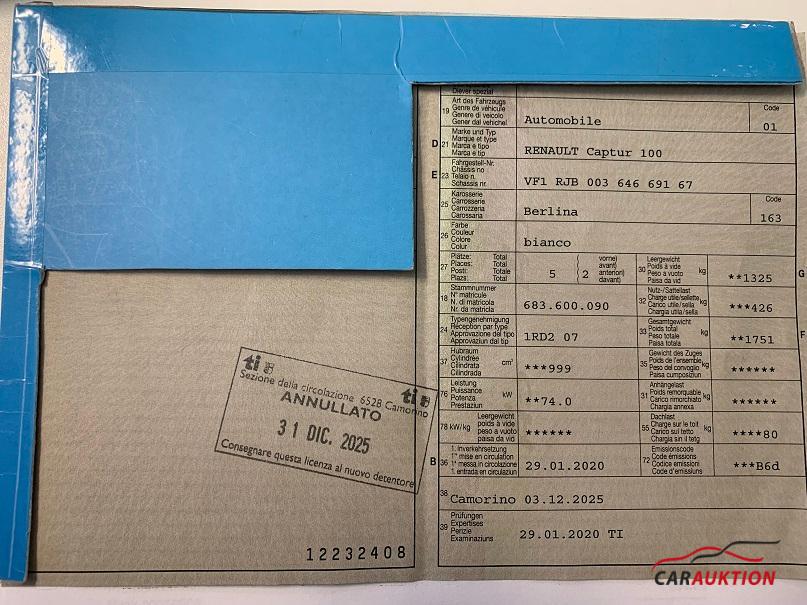 ti
Sezione della circolazione 6528 Camorino
ti
ANNULLATO
31 DIC. 2025
Consegnare questa licenza al nuovo detentore
12232408
Diever spezial
19 Art des Fahrzeugs
Genre de véhicule
Genere di veicolo
Gener dal vehichel
Automobile
Code
01
D 21 Marke und Typ
Marque et type
Marca e tipo
Marca e tip
RENAULT Captur 100
E 23 Fahrgestell-Nr.
Châssis no
Telaio n.
Schassis nr.
VF1 RJB 003 646 691 67
25 Karosserie
Carrosserie
Carrozzeria
Carossaria
Berlina
Code
163
26 Farbe
Couleur
Colore
Colur
bianco
27 Plätze: Total
Places: Total
Posti: Totale
Plazs: Total
5 2
vorne)
avant)
anteriori)
davant)
30 Leergewicht
Poids à vide
Peso a vuoto
Paisa da vid
kg
**1325
G
18 Stammnummer
N° matricule
N. di matricola
Nr. da matricla
683.600.090
32 Nutz-/Sattellast
Charge utile/sellette
Carico utile/sella
Chargia utila/sella
kg
***426
24 Typengenehmigung
Réception par type
Approvazione del tipo
Approvaziun dal tip
1RD2 07
33 Gesamtgewicht
Poids total
Peso totale
Paisa totala
kg
**1751
F
37 Hubraum
Cylindrée
Cilindrata
Cilindrada
cm³
***999
35 Gewicht des Zuges
Poids de l'ensemble
Peso del convoglio
Paisa cumposiziun
kg
******
76 Leistung
Puissance
Potenza
Prestaziun
kW
**74.0
31 Anhängelast
Poids remorquable
Carico rimorchiato
Chargia annexa
kg
******
78 kW/kg
Leergewicht
poids à vide
peso a vuoto
paisa da vid
******
55 Dachlast
Charge sur le toit
Carico sul tetto
Chargia sin il tetg
kg
****80
B 36 1. Inverkehrsetzung
1re mise en circulation
1a messa in circolazione
1. entrada en circulaziun
29.01.2020
72 Emissionscode
Code émissions
Codice emissioni
Code d'emissiuns
***B6d
38
Camorino 03.12.2025
39 Prüfungen
Expertises
Perizie
Examinaziuns
29.01.2020 TI
CARAUKTION